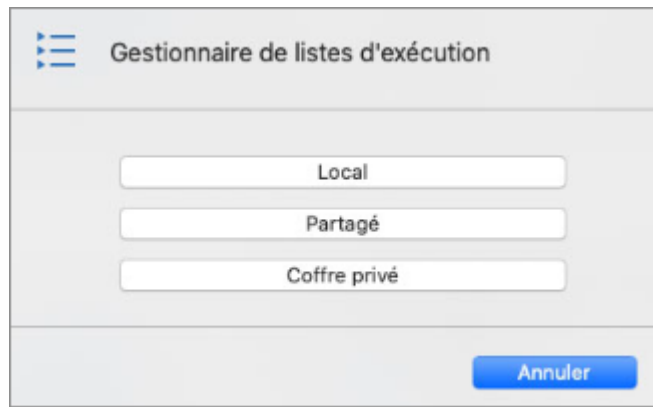 Gestionnaire de listes d'exécution
Local
Partagé
Coffre privé
Annuler